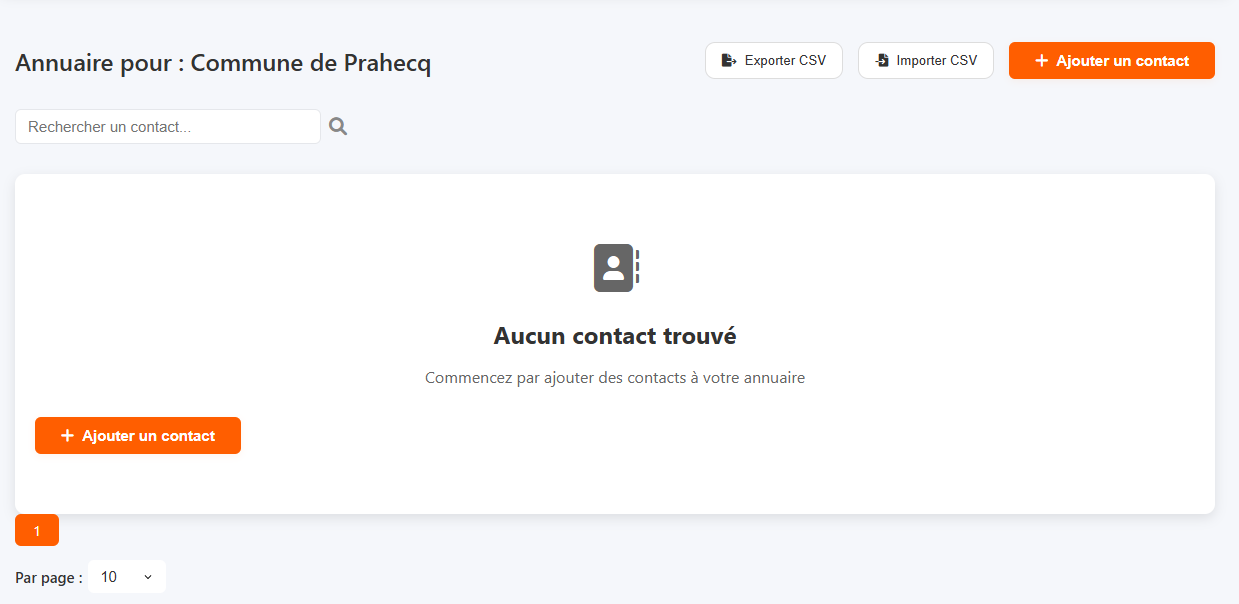 Annuaire pour : Commune de Prahecq
Exporter CSV
Importer CSV
Ajouter un contact
Rechercher un contact...
Aucun contact trouvé
Commencez par ajouter des contacts à votre annuaire
Ajouter un contact
1
Par page : 10